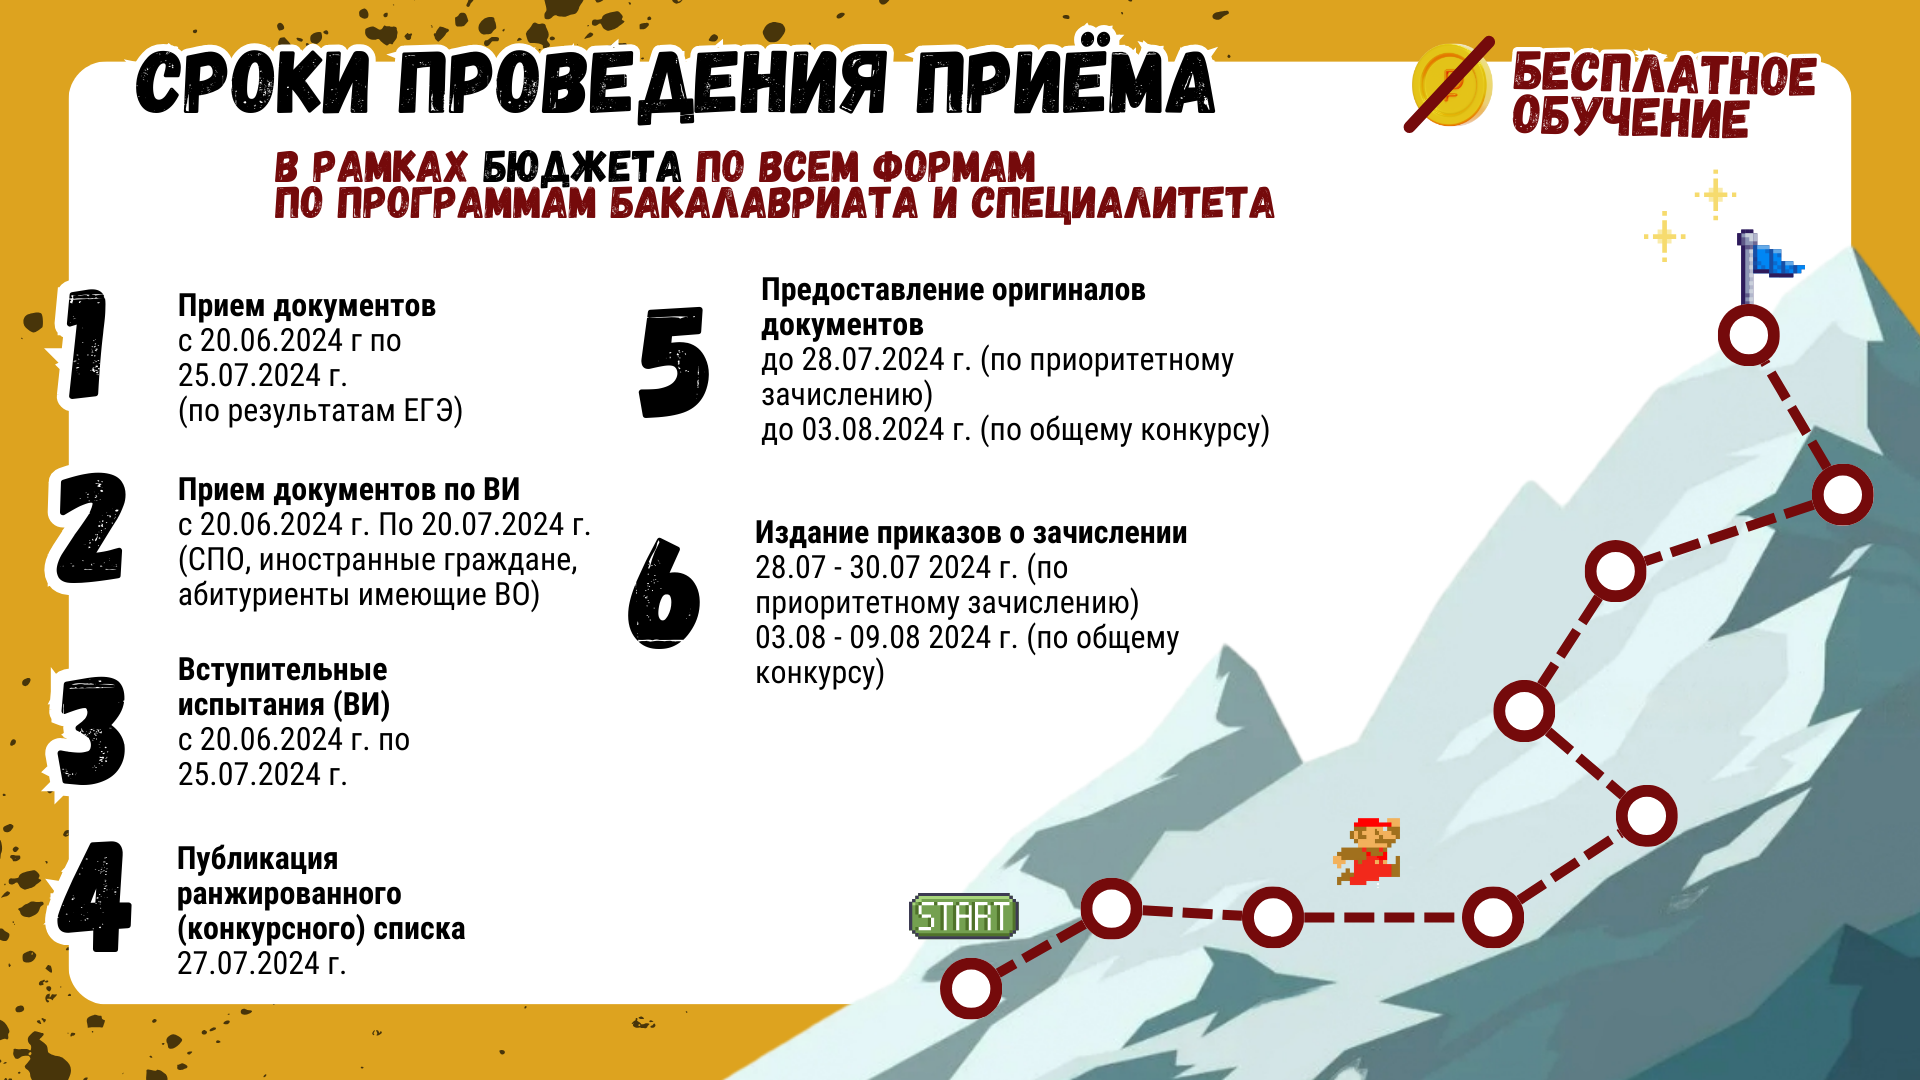 СРОКИ ПРОВЕДЕНИЯ ПРИЁМА
БЕСПЛАТНОЕ
ОБУЧЕНИЕ
В РАМКАХ БЮДЖЕТА ПО ВСЕМ ФОРМАМ
ПО ПРОГРАММАМ БАКАЛАВРИАТА И СПЕЦИАЛИТЕТА
1
Прием документов
с 20.06.2024 г по
25.07.2024 г.
(по результатам ЕГЭ)
2
Прием документов по ВИ
с 20.06.2024 г. По 20.07.2024 г.
(СПО, иностранные граждане,
абитуриенты имеющие ВО)
3
Вступительные
испытания (ВИ)
с 20.06.2024 г. по
25.07.2024 г.
4
Публикация
ранжированного
(конкурсного) списка
27.07.2024 г.
5
Предоставление оригиналов
документов
до 28.07.2024 г. (по приоритетному
зачислению)
до 03.08.2024 г. (по общему конкурсу)
6
Издание приказов о зачислении
28.07 - 30.07 2024 г. (по
приоритетному зачислению)
03.08 - 09.08 2024 г. (по общему
конкурсу)
START